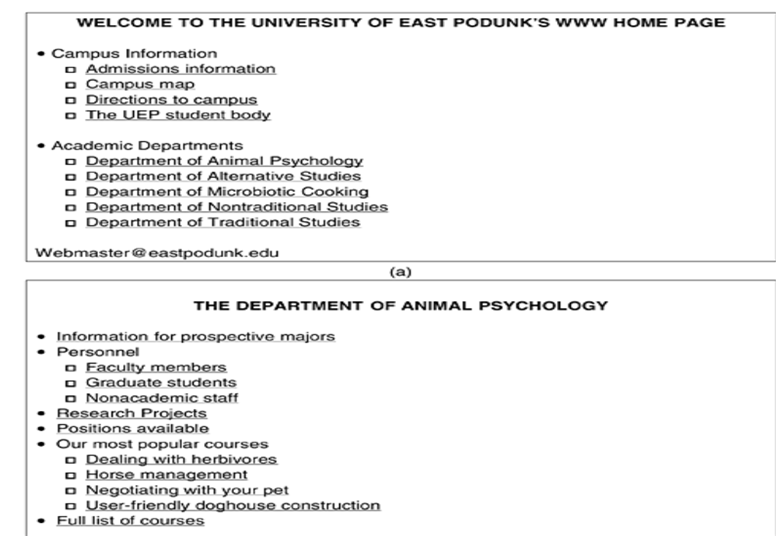 WELCOME TO THE UNIVERSITY OF EAST PODUNK'S WWW HOME PAGE
• Campus Information
□ Admissions information
□ Campus map
□ Directions to campus
□ The UEP student body
• Academic Departments
□ Department of Animal Psychology
□ Department of Alternative Studies
□ Department of Microbiotic Cooking
□ Department of Nontraditional Studies
□ Department of Traditional Studies
Webmaster@eastpodunk.edu
(a)
THE DEPARTMENT OF ANIMAL PSYCHOLOGY
• Information for prospective majors
• Personnel
□ Faculty members
□ Graduate students
□ Nonacademic staff
• Research Projects
• Positions available
• Our most popular courses
□ Dealing with herbivores
□ Horse management
□ Negotiating with your pet
□ User-friendly doghouse construction
• Full list of courses